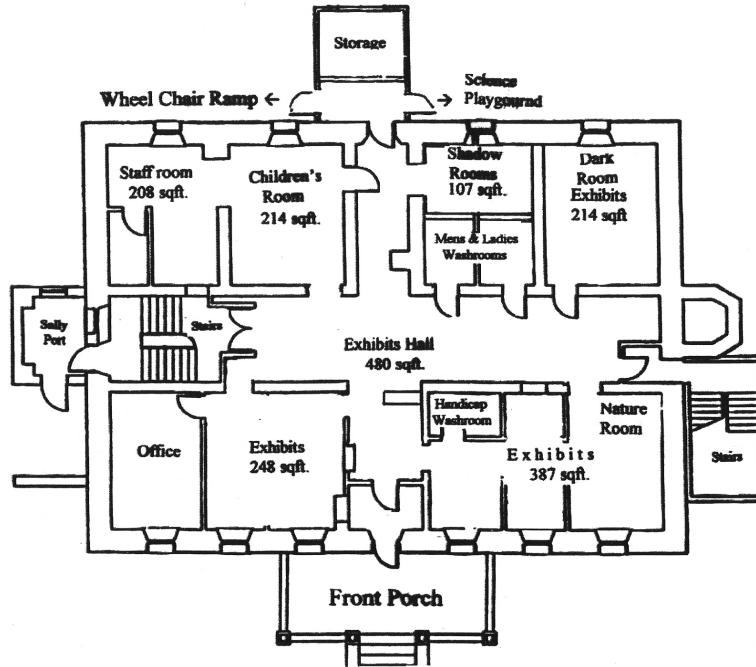 Storage
Wheel Chair Ramp ←
→ Science
Playgound
Staff room
208 sqft.
Children's
Room
214 sqft.
Shadow
Rooms
107 sqft.
Dark
Room
Exhibits
214 sqft
Mens & Ladies
Washrooms
Sally
Port
Stairs
Exhibits Hall
480 sqft.
Office
Exhibits
248 sqft.
Handicap
Washroom
Exhibits
387 sqft.
Nature
Room
Stairs
Front Porch